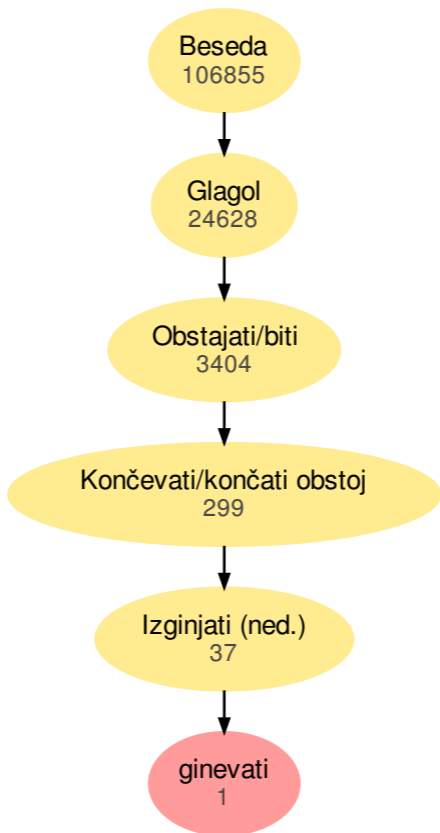 Beseda
106855
Glagol
24628
Obstajati/biti
3404
Končevati/končati obstoj
299
Izginjati (ned.)
37
ginevati
1